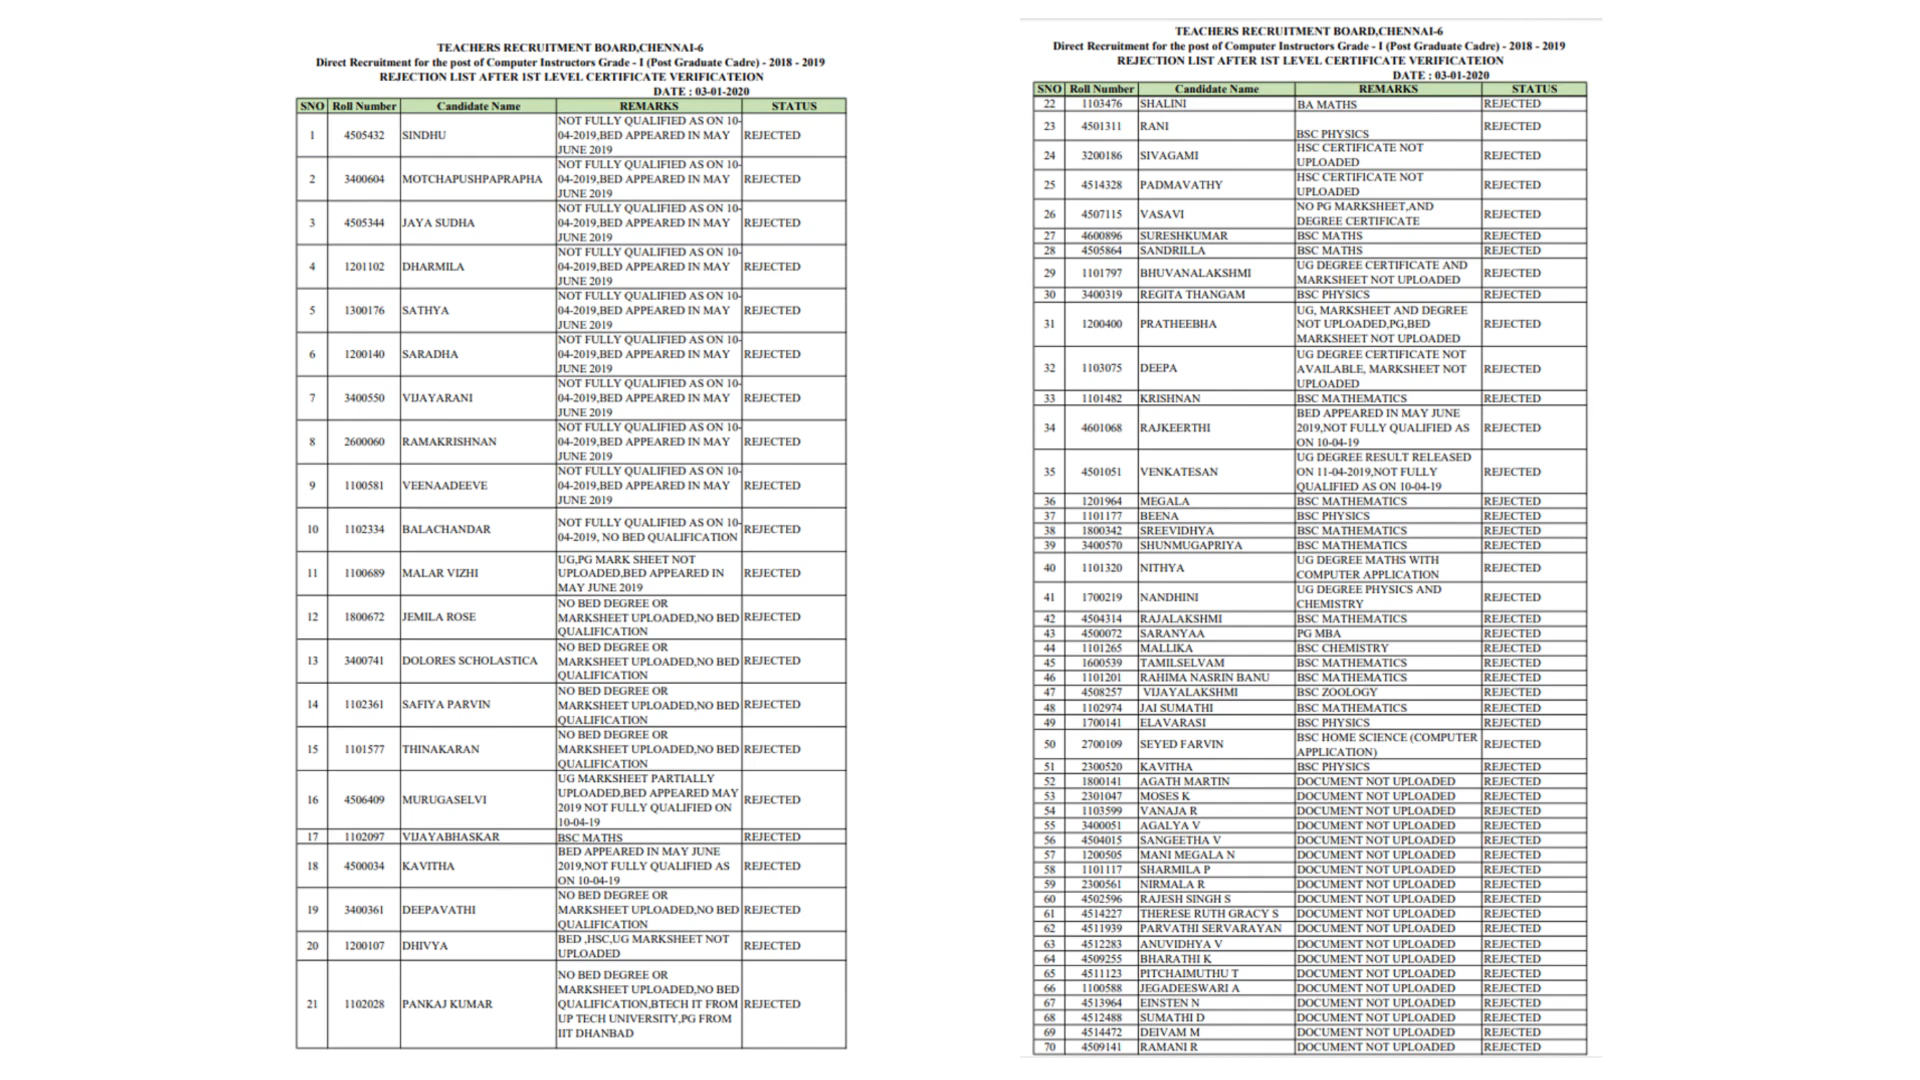 TEACHERS RECRUITMENT BOARD,CHENNAI-6
Direct Recruitment for the post of Computer Instructors Grade - I (Post Graduate Cadre) - 2018 - 2019
REJECTION LIST AFTER 1ST LEVEL CERTIFICATE VERIFICATEION
DATE : 03-01-2020
SNO Roll Number Candidate Name REMARKS STATUS
1 4505432 SINDHU NOT FULLY QUALIFIED AS ON 10-
04-2019,BED APPEARED IN MAY
JUNE 2019 REJECTED
2 3400604 MOTCHAPUSHPAPRAPHA NOT FULLY QUALIFIED AS ON 10-
04-2019,BED APPEARED IN MAY
JUNE 2019 REJECTED
3 4505344 JAYA SUDHA NOT FULLY QUALIFIED AS ON 10-
04-2019,BED APPEARED IN MAY
JUNE 2019 REJECTED
4 1201102 DHARMILA NOT FULLY QUALIFIED AS ON 10-
04-2019,BED APPEARED IN MAY
JUNE 2019 REJECTED
5 1300176 SATHYA NOT FULLY QUALIFIED AS ON 10-
04-2019,BED APPEARED IN MAY
JUNE 2019 REJECTED
6 1200140 SARADHA NOT FULLY QUALIFIED AS ON 10-
04-2019,BED APPEARED IN MAY
JUNE 2019 REJECTED
7 3400550 VIJAYARANI NOT FULLY QUALIFIED AS ON 10-
04-2019,BED APPEARED IN MAY
JUNE 2019 REJECTED
8 2600060 RAMAKRISHNAN NOT FULLY QUALIFIED AS ON 10-
04-2019,BED APPEARED IN MAY
JUNE 2019 REJECTED
9 1100581 VEENAADEEVE NOT FULLY QUALIFIED AS ON 10-
04-2019,BED APPEARED IN MAY
JUNE 2019 REJECTED
10 1102334 BALACHANDAR NOT FULLY QUALIFIED AS ON 10-
04-2019, NO BED QUALIFICATION REJECTED
11 1100689 MALAR VIZHI UG,PG MARK SHEET NOT
UPLOADED,BED APPEARED IN
MAY JUNE 2019 REJECTED
12 1800672 JEMILA ROSE NO BED DEGREE OR
MARKSHEET UPLOADED,NO BED
QUALIFICATION REJECTED
13 3400741 DOLORES SCHOLASTICA NO BED DEGREE OR
MARKSHEET UPLOADED,NO BED
QUALIFICATION REJECTED
14 1102361 SAFIYA PARVIN NO BED DEGREE OR
MARKSHEET UPLOADED,NO BED
QUALIFICATION REJECTED
15 1101577 THINAKARAN NO BED DEGREE OR
MARKSHEET UPLOADED,NO BED
QUALIFICATION REJECTED
16 4506409 MURUGASELVI UG MARKSHEET PARTIALLY
UPLOADED,BED APPEARED MAY
2019 NOT FULLY QUALIFIED ON
10-04-19 REJECTED
17 1102097 VIJAYABHASKAR BSC MATHS REJECTED
18 4500034 KAVITHA BED APPEARED IN MAY JUNE
2019,NOT FULLY QUALIFIED AS
ON 10-04-19 REJECTED
19 3400361 DEEPAVATHI NO BED DEGREE OR
MARKSHEET UPLOADED,NO BED
QUALIFICATION REJECTED
20 1200107 DHIVYA BED ,HSC,UG MARKSHEET NOT
UPLOADED REJECTED
21 1102028 PANKAJ KUMAR NO BED DEGREE OR
MARKSHEET UPLOADED,NO BED
QUALIFICATION,BTECH IT FROM
UP TECH UNIVERSITY,PG FROM
IIT DHANBAD REJECTED
TEACHERS RECRUITMENT BOARD,CHENNAI-6
Direct Recruitment for the post of Computer Instructors Grade - I (Post Graduate Cadre) - 2018 - 2019
REJECTION LIST AFTER 1ST LEVEL CERTIFICATE VERIFICATEION
DATE : 03-01-2020
SNO Roll Number Candidate Name REMARKS STATUS
22 1103476 SHALINI BA MATHS REJECTED
23 4501311 RANI BSC PHYSICS REJECTED
24 3200186 SIVAGAMI HSC CERTIFICATE NOT
UPLOADED REJECTED
25 4514328 PADMAVATHY HSC CERTIFICATE NOT
UPLOADED REJECTED
26 4507115 VASAVI NO PG MARKSHEET,AND
DEGREE CERTIFICATE REJECTED
27 4600896 SURESHKUMAR BSC MATHS REJECTED
28 4505864 SANDRILLA BSC MATHS REJECTED
29 1101797 BHUVANALAKSHMI UG DEGREE CERTIFICATE AND
MARKSHEET NOT UPLOADED REJECTED
30 3400319 REGITA THANGAM BSC PHYSICS REJECTED
31 1200400 PRATHEEBHA UG, MARKSHEET AND DEGREE
NOT UPLOADED,PG,BED
MARKSHEET NOT UPLOADED REJECTED
32 1103075 DEEPA UG DEGREE CERTIFICATE NOT
AVAILABLE, MARKSHEET NOT
UPLOADED REJECTED
33 1101482 KRISHNAN BSC MATHEMATICS REJECTED
34 4601068 RAJKEERTHI BED APPEARED IN MAY JUNE
2019,NOT FULLY QUALIFIED AS
ON 10-04-19 REJECTED
35 4501051 VENKATESAN UG DEGREE RESULT RELEASED
ON 11-04-2019,NOT FULLY
QUALIFIED AS ON 10-04-19 REJECTED
36 1201964 MEGALA BSC MATHEMATICS REJECTED
37 1101177 BEENA BSC PHYSICS REJECTED
38 1800342 SREEVIDHYA BSC MATHEMATICS REJECTED
39 3400570 SHUNMUGAPRIYA BSC MATHEMATICS REJECTED
40 1101320 NITHYA UG DEGREE MATHS WITH
COMPUTER APPLICATION REJECTED
41 1700219 NANDHINI UG DEGREE PHYSICS AND
CHEMISTRY REJECTED
42 4504314 RAJALAKSHMI BSC MATHEMATICS REJECTED
43 4500072 SARANYAA PG MBA REJECTED
44 1101265 MALLIKA BSC CHEMISTRY REJECTED
45 1600539 TAMILSELVAM BSC MATHEMATICS REJECTED
46 1101201 RAHIMA NASRIN BANU BSC MATHEMATICS REJECTED
47 4508257 VIJAYALAKSHMI BSC ZOOLOGY REJECTED
48 1102974 JAI SUMATHI BSC MATHEMATICS REJECTED
49 1700141 ELAVARASI BSC PHYSICS REJECTED
50 2700109 SEYED FARVIN BSC HOME SCIENCE (COMPUTER
APPLICATION) REJECTED
51 2300520 KAVITHA BSC PHYSICS REJECTED
52 1800141 AGATH MARTIN DOCUMENT NOT UPLOADED REJECTED
53 2301047 MOSES K DOCUMENT NOT UPLOADED REJECTED
54 1103599 VANAJA R DOCUMENT NOT UPLOADED REJECTED
55 3400051 AGALYA V DOCUMENT NOT UPLOADED REJECTED
56 4504015 SANGEETHA V DOCUMENT NOT UPLOADED REJECTED
57 1200505 MANI MEGALA N DOCUMENT NOT UPLOADED REJECTED
58 1101117 SHARMILA P DOCUMENT NOT UPLOADED REJECTED
59 2300561 NIRMALA R DOCUMENT NOT UPLOADED REJECTED
60 4502596 RAJESH SINGH S DOCUMENT NOT UPLOADED REJECTED
61 4514227 THERESE RUTH GRACY S DOCUMENT NOT UPLOADED REJECTED
62 4511939 PARVATHI SERVARAYAN DOCUMENT NOT UPLOADED REJECTED
63 4512283 ANUVIDHYA V DOCUMENT NOT UPLOADED REJECTED
64 4509255 BHARATHI K DOCUMENT NOT UPLOADED REJECTED
65 4511123 PITCHAIMUTHU T DOCUMENT NOT UPLOADED REJECTED
66 1100588 JEGADEESWARI A DOCUMENT NOT UPLOADED REJECTED
67 4513964 EINSTEN N DOCUMENT NOT UPLOADED REJECTED
68 4512488 SUMATHI D DOCUMENT NOT UPLOADED REJECTED
69 4514472 DEIVAM M DOCUMENT NOT UPLOADED REJECTED
70 4509141 RAMANI R DOCUMENT NOT UPLOADED REJECTED